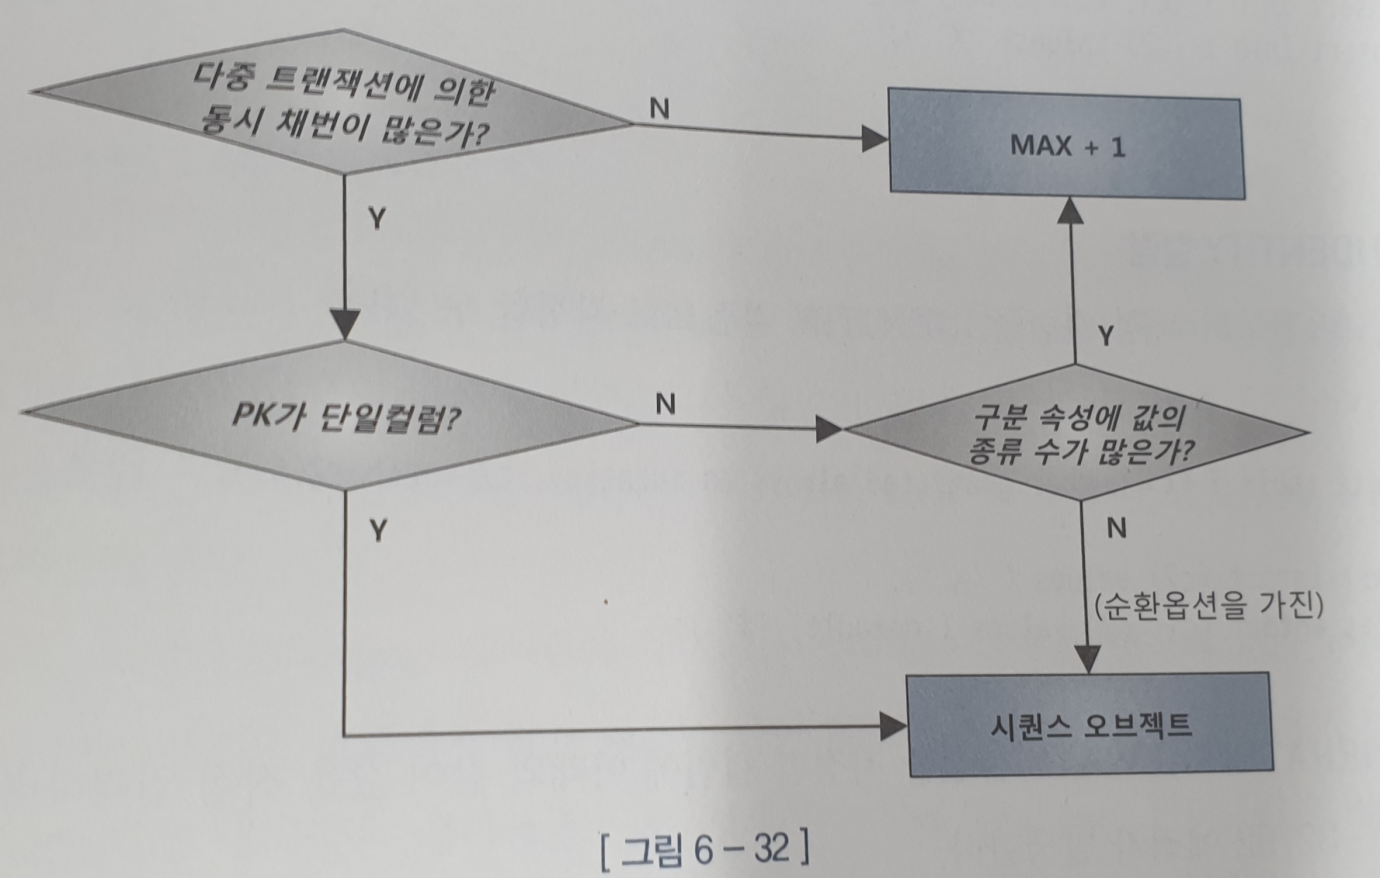 다중 트랜잭션에 의한
동시 채번이 많은가?
N
MAX + 1
Y
Y
PK가 단일컬럼?
N
구분 속성에 값의
종류 수가 많은가?
Y
N
(순환옵션을 가진)
시퀀스 오브젝트
[ 그림 6 – 32 ]